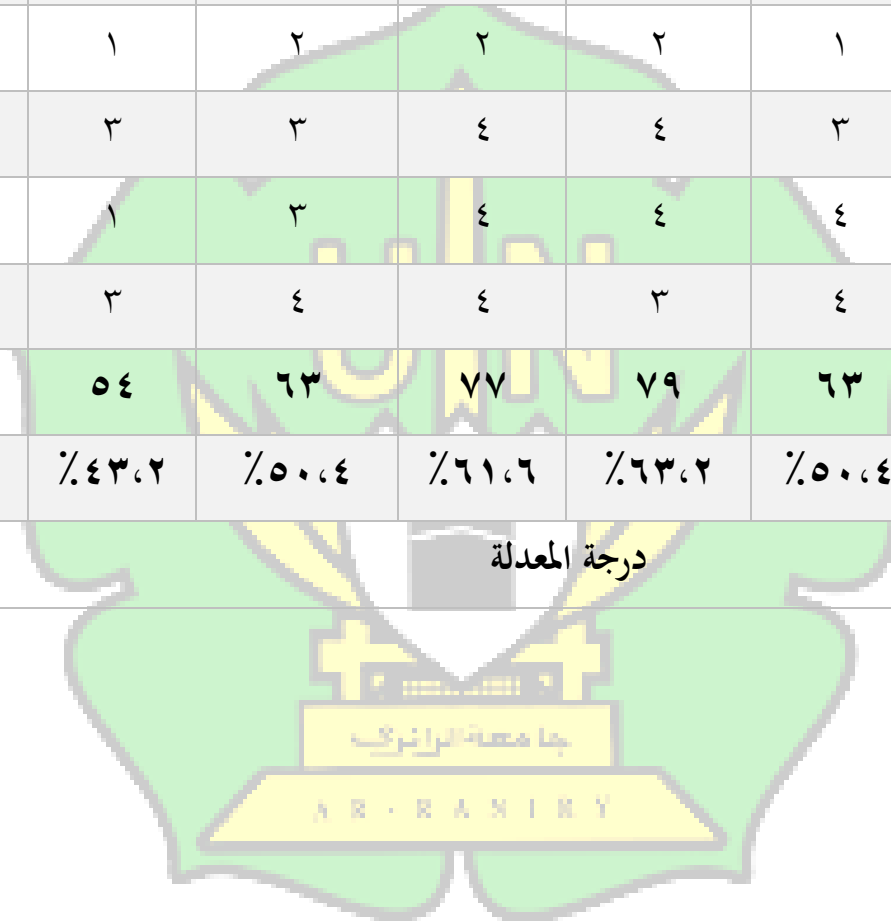 ١ ٢ ٢ ٢ ١
٣ ٤ ٤ ٣ ٣
٤ ٤ ٤ ٣ ١
UIN
٤ ٣ ٤ ٤ ٣
٦٣ ٧٩ ٧٧ ٦٣ ٥٤
٥٠،٤٪ ٦٣،٢٪ ٦١،٦٪ ٥٠،٤٪ ٤٣،٢٪
درجة المعدلة
جامعة الرانري
AR-RANIRY